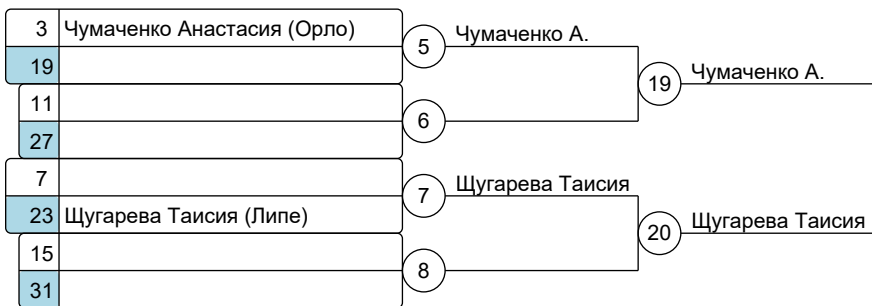 3 Чумаченко Анастасия (Орло)
5 Чумаченко А.
19
19 Чумаченко А.
11
6
27
7
7 Щугарева Таисия
23 Щугарева Таисия (Липе)
20 Щугарева Таисия
15
8
31